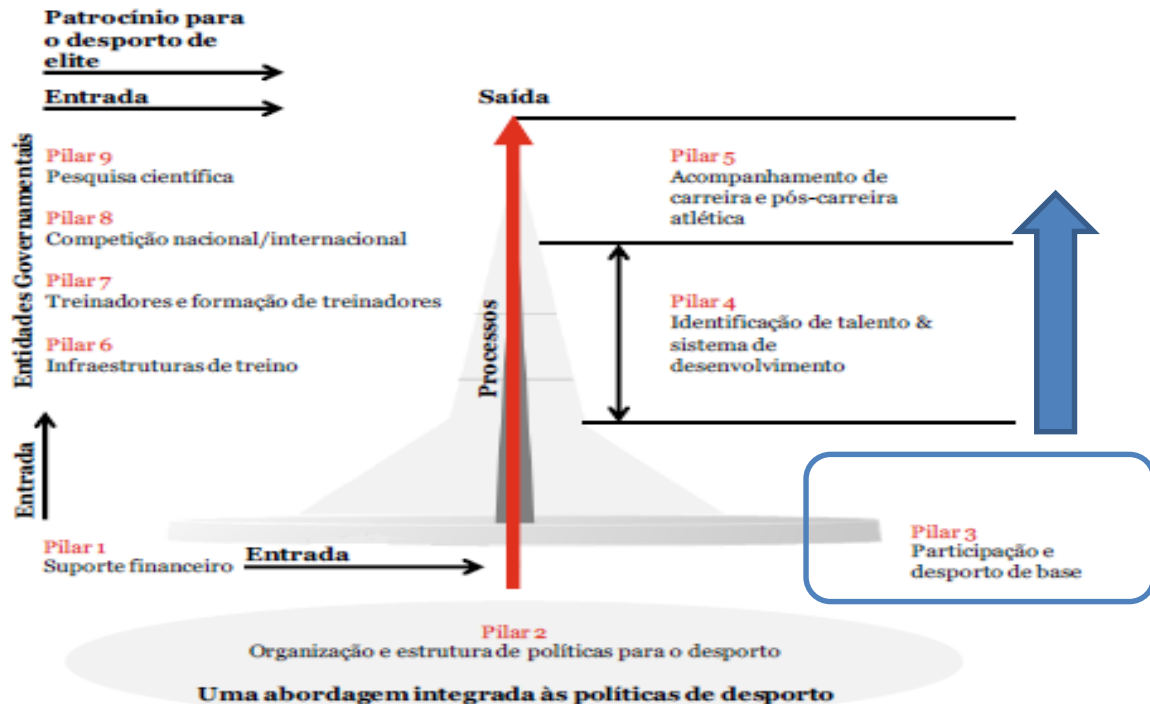 Patrocínio para
o desporto de
elite
Entrada
Saída
Entidades Governamentais
Pilar 9
Pesquisa científica
Pilar 8
Competição nacional/internacional
Pilar 7
Treinadores e formação de treinadores
Pilar 6
Infraestruturas de treino
Processos
Pilar 5
Acompanhamento de
carreira e pós-carreira
atlética
Pilar 4
Identificação de talento &
sistema de
desenvolvimento
Entrada
Pilar 1
Suporte financeiro
Entrada
Pilar 3
Participação e
desporto de base
Pilar 2
Organização e estrutura de políticas para o desporto
Uma abordagem integrada às políticas de desporto